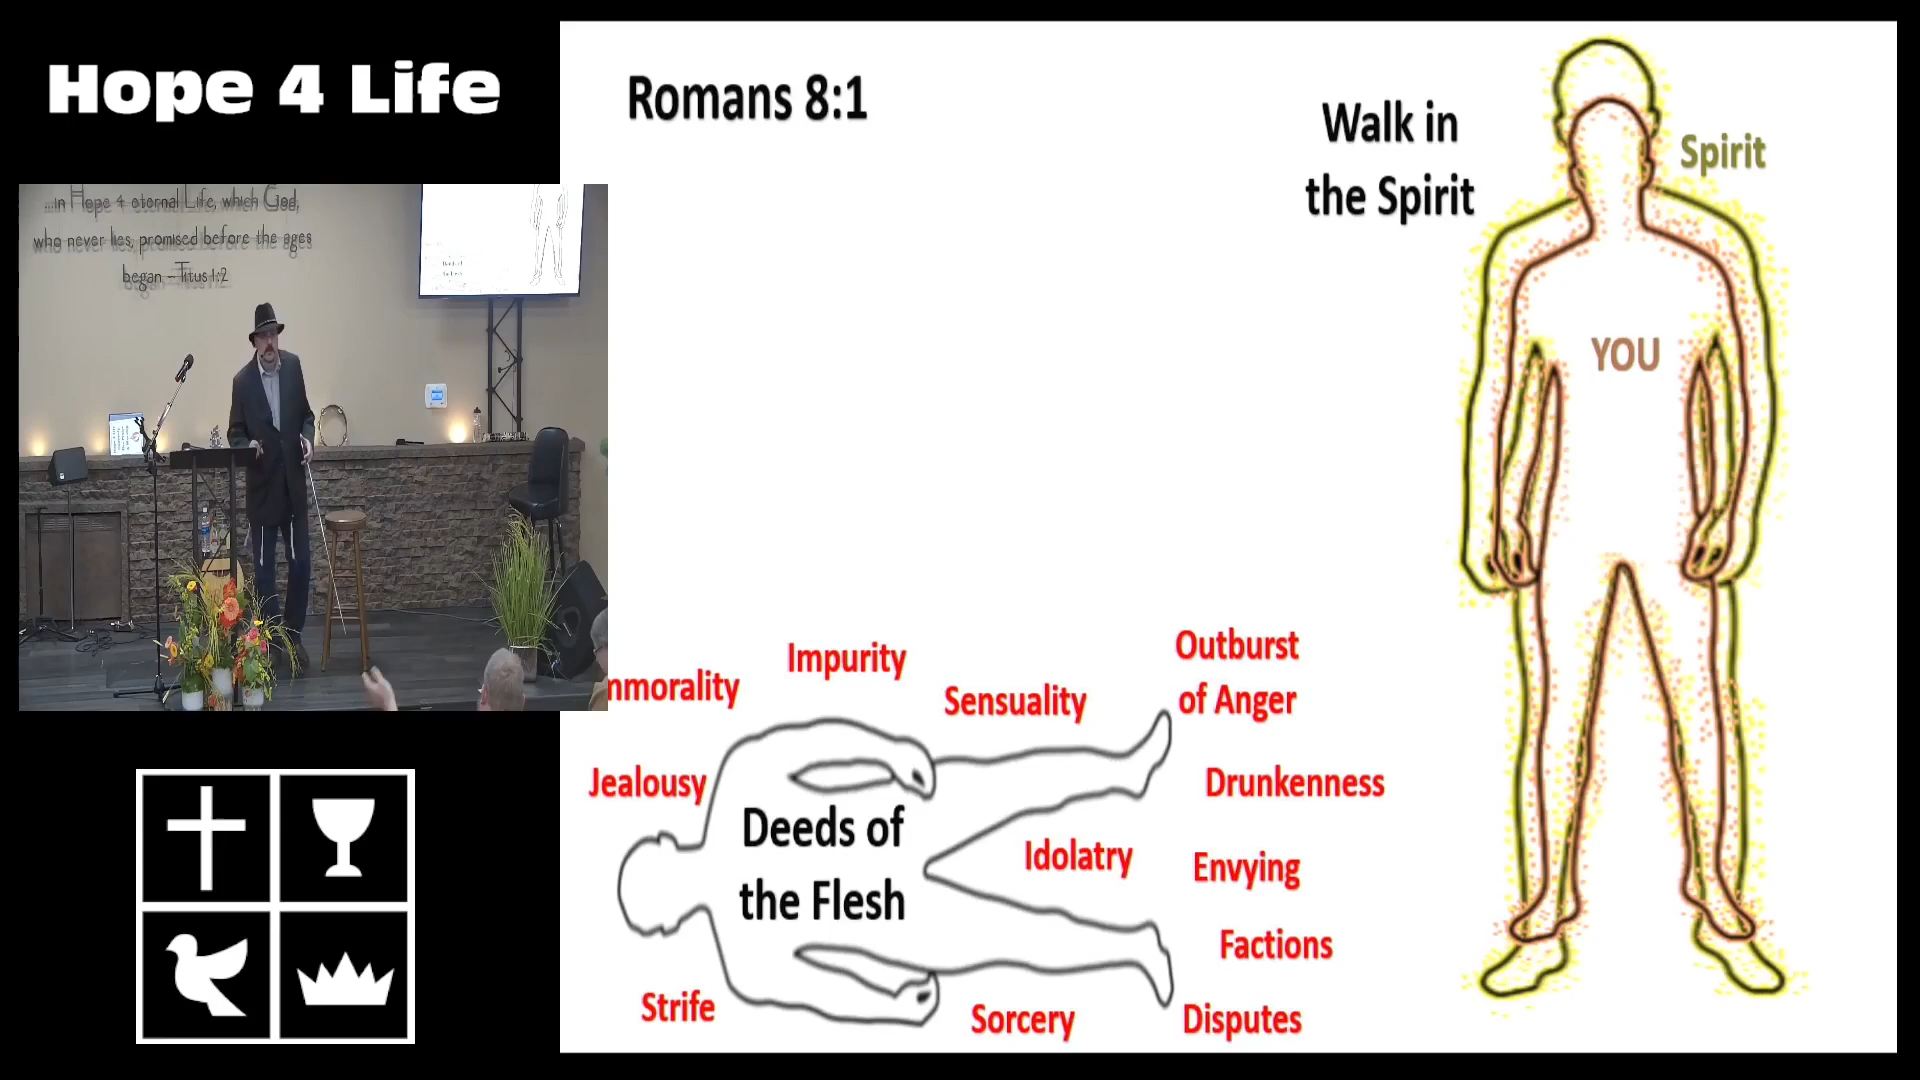 Hope 4 Life
...in Hope 4 eternal Life, which God,
who never lies, promised before the ages
began - Titus 1:2
Romans 8:1
Walk in
the Spirit
Spirit
YOU
Impurity
mmorality
Sensuality
Outburst
of Anger
Jealousy
Drunkenness
Deeds of
the Flesh
Idolatry
Envying
Factions
Strife
Sorcery
Disputes